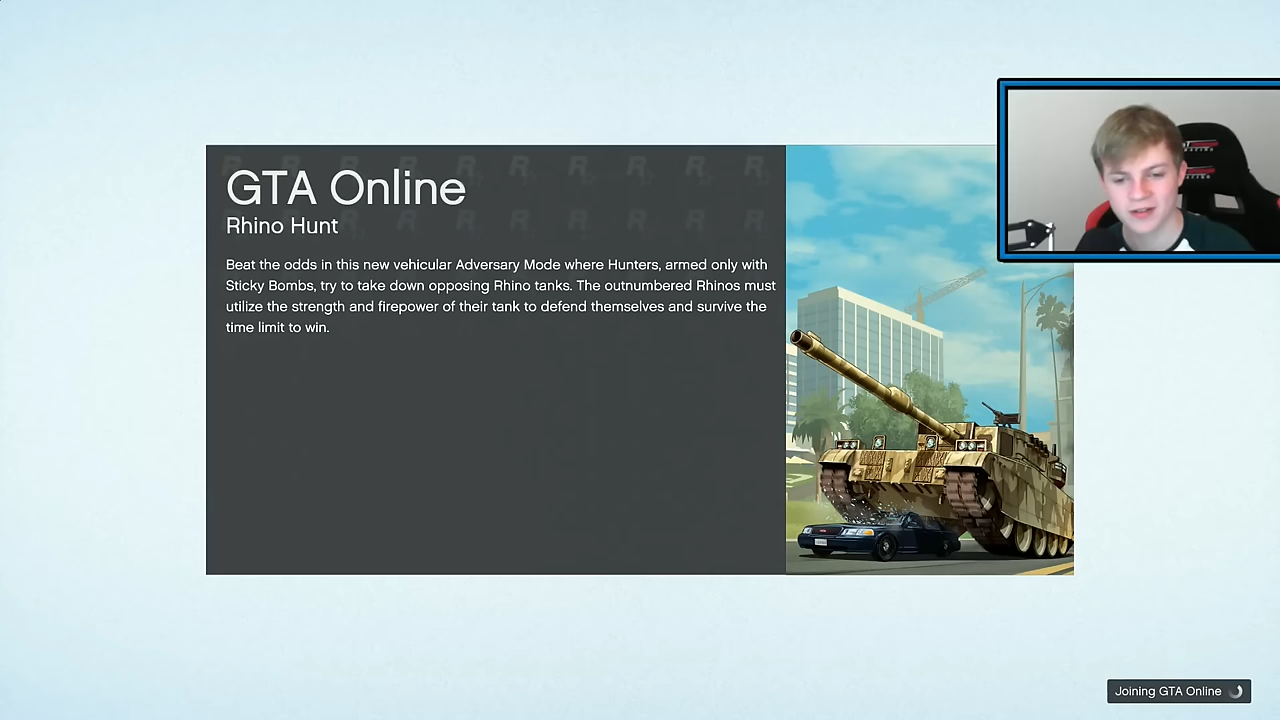 GTA Online
Rhino Hunt
Beat the odds in this new vehicular Adversary Mode where Hunters, armed only with
Sticky Bombs, try to take down opposing Rhino tanks. The outnumbered Rhinos must
utilize the strength and firepower of their tank to defend themselves and survive the
time limit to win.
Joining GTA Online